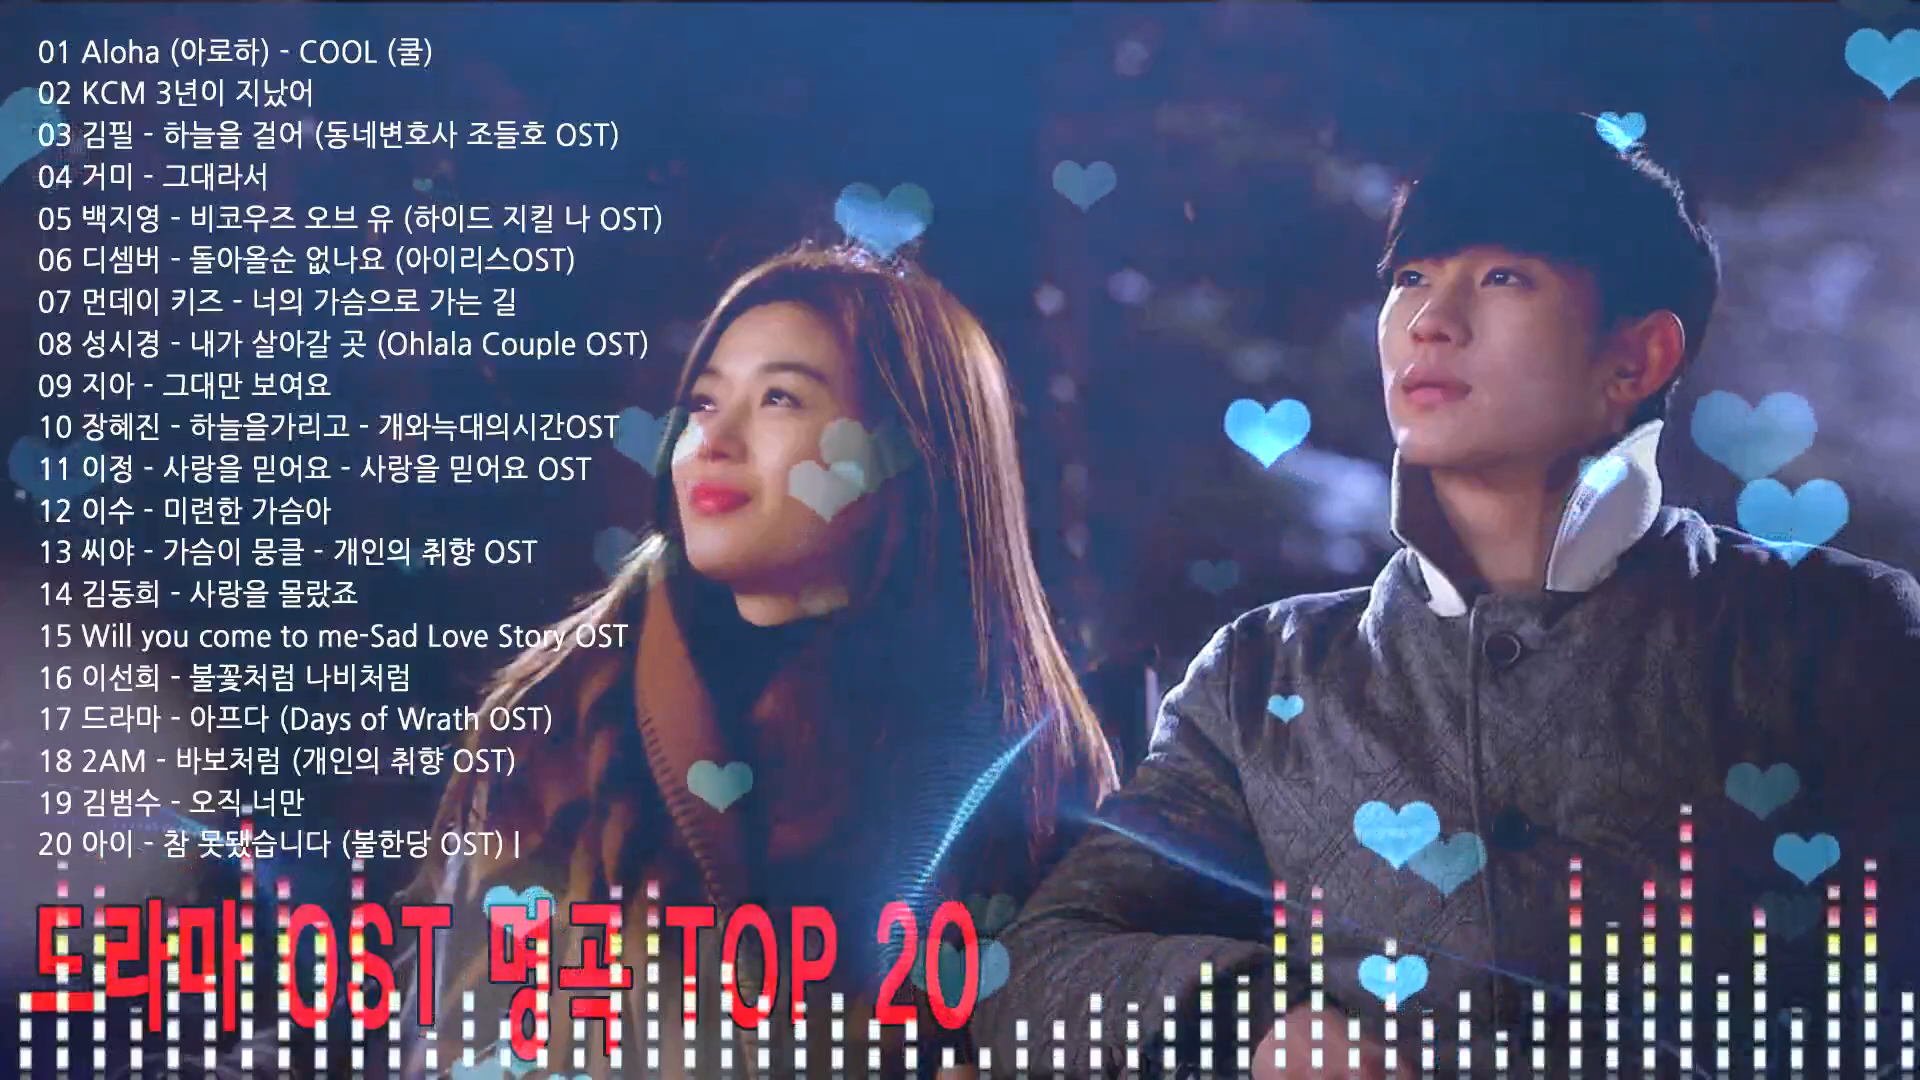 01 Aloha (아로하) - COOL (쿨)
02 KCM 3년이 지났어
03 김필 - 하늘을 걸어 (동네변호사 조들호 OST)
04 거미 - 그대라서
05 백지영 - 비코우즈 오브 유 (하이드 지킬 나 OST)
06 디셈버 - 돌아올순 없나요 (아이리스OST)
07 먼데이 키즈 - 너의 가슴으로 가는 길
08 성시경 - 내가 살아갈 곳 (Ohlala Couple OST)
09 지아 - 그대만 보여요
10 장혜진 - 하늘을가리고 - 개와늑대의시간OST
11 이정 - 사랑을 믿어요 - 사랑을 믿어요 OST
12 이수 - 미련한 가슴아
13 씨야 - 가슴이 뭉클 - 개인의 취향 OST
14 김동희 - 사랑을 몰랐죠
15 Will you come to me-Sad Love Story OST
16 이선희 - 불꽃처럼 나비처럼
17 드라마 - 아프다 (Days of Wrath OST)
18 2AM - 바보처럼 (개인의 취향 OST)
19 김범수 - 오직 너만
20 아이 - 참 못됐습니다 (불한당 OST) |
드라마 OST 명곡 TOP 20